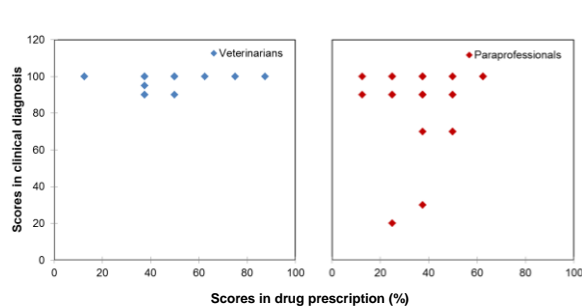 Scores in clinical diagnosis
120
100
80
60
40
20
0
Veterinarians
0 20 40 60 80 100
Paraprofessionals
0 20 40 60 80 100
Scores in drug prescription (%)